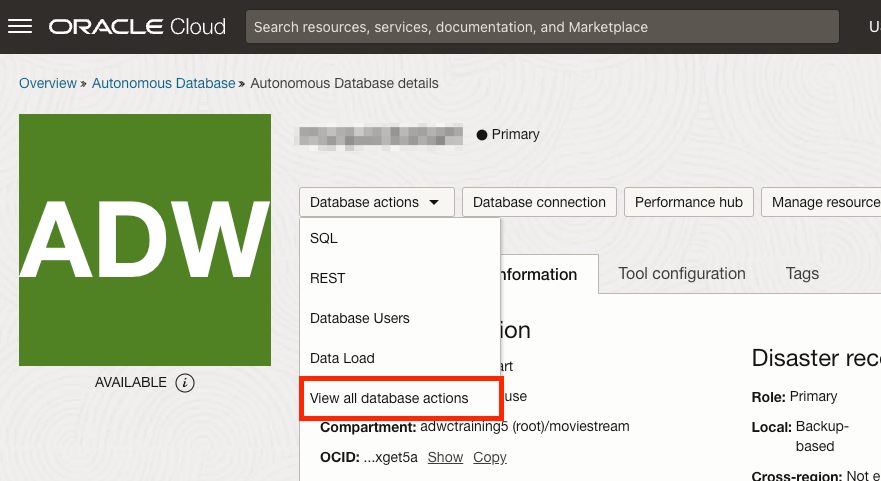 ORACLE Cloud
Search resources, services, documentation, and Marketplace
U
Overview » Autonomous Database » Autonomous Database details
ADW
AVAILABLE i
Primary
Database actions
Database connection
Performance hub
Manage resource
SQL
REST
Database Users
Data Load
View all database actions
nformation
Tool configuration
Tags
ion
art
use
Compartment: adwctraining5 (root)/moviestream
OCID: ...xget5a Show Copy
Disaster reco
Role: Primary
Local: Backup-
based
Cross-region: Not e